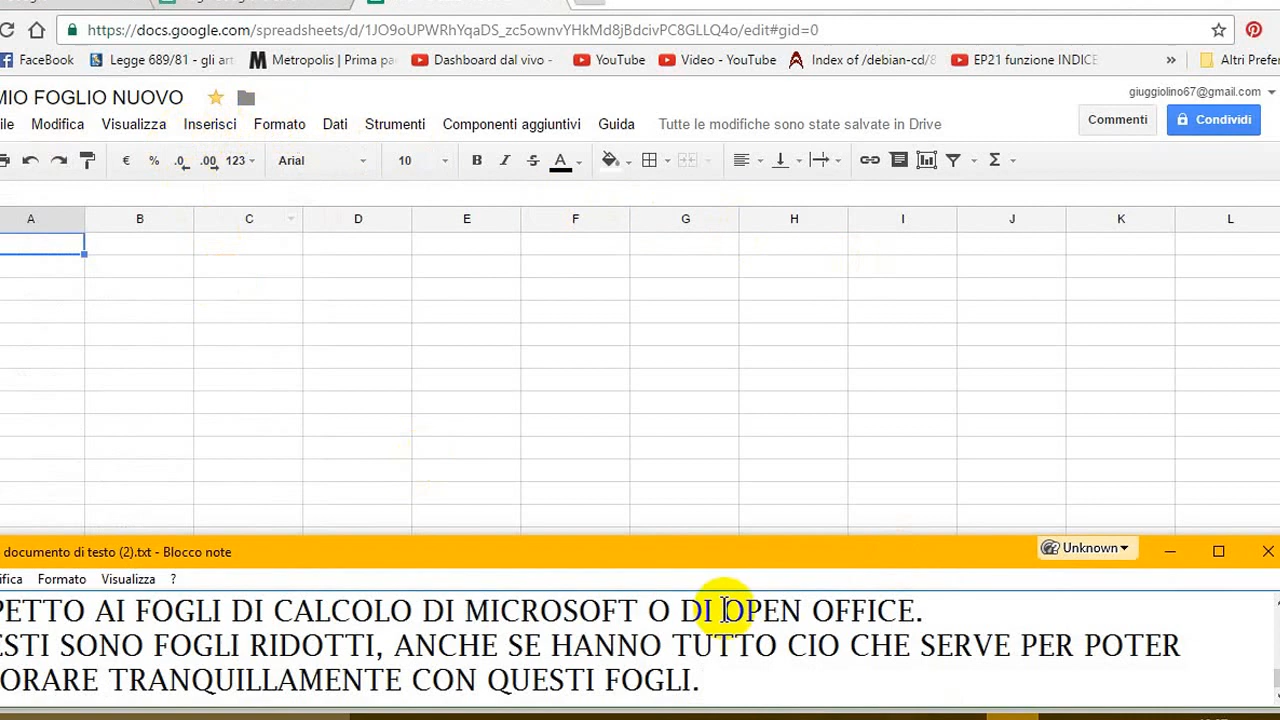 https://docs.google.com/spreadsheets/d/1JO9oUPWRhYqaDS_zc5ownvYHkMd8jBdcivPC8GLLQ4o/edit#gid=0
FaceBook Legge 689/81 - gli art Metropolis | Prima pa Dashboard dal vivo - YouTube Video - YouTube Index of /debian-cd/8 EP21 funzione INDICE » Altri Prefer
MIO FOGLIO NUOVO
giuggiolino67@gmail.com
ile Modifica Visualizza Inserisci Formato Dati Strumenti Componenti aggiuntivi Guida Tutte le modifiche sono state salvate in Drive Commenti Condividi
€ % .0 .00 123 Arial 10 B I S A Σ
A B C D E F G H I J K L
documento di testo (2).txt - Blocco note Unknown
ifica Formato Visualizza ?
PETTO AI FOGLI DI CALCOLO DI MICROSOFT O DI OPEN OFFICE.
ESTI SONO FOGLI RIDOTTI, ANCHE SE HANNO TUTTO CIO CHE SERVE PER POTER
ORARE TRANQUILLAMENTE CON QUESTI FOGLI.